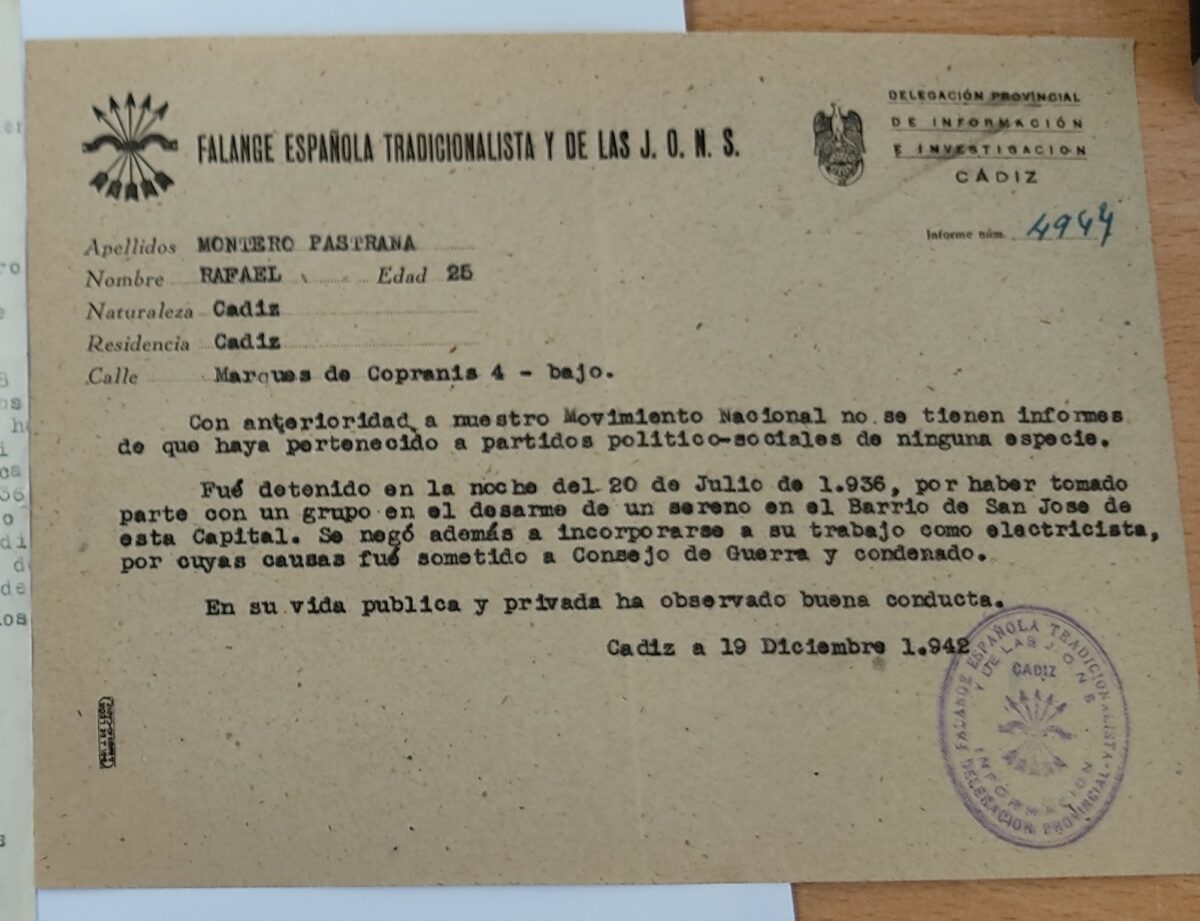 FALANGE ESPAÑOLA TRADICIONALISTA Y DE LAS J. O. N. S.
DELEGACIÓN PROVINCIAL
DE INFORMACIÓN
E INVESTIGACION
CÁDIZ
Informe núm. 4944
Apellidos MONTERO PASTRANA
Nombre RAFAEL Edad 25
Naturaleza Cadiz
Residencia Cadiz
Calle Marques de Copranis 4 - bajo.
Con anterioridad a nuestro Movimiento Nacional no se tienen informes
de que haya pertenecido a partidos politico-sociales de ninguna especie.
Fué detenido en la noche del 20 de Julio de 1.936, por haber tomado
parte con un grupo en el desarme de un sereno en el Barrio de San Jose de
esta Capital. Se negó además a incorporarse a su trabajo como electricista,
por cuyas causas fué sometido a Consejo de Guerra y condenado.
En su vida publica y privada ha observado buena conducta.
Cadiz a 19 Diciembre 1.942
FALANGE ESPAÑOLA TRADICIONALISTA
Y DE LAS J. O N S
CADIZ
INFORMACION
DELEGACION PROVINCIAL